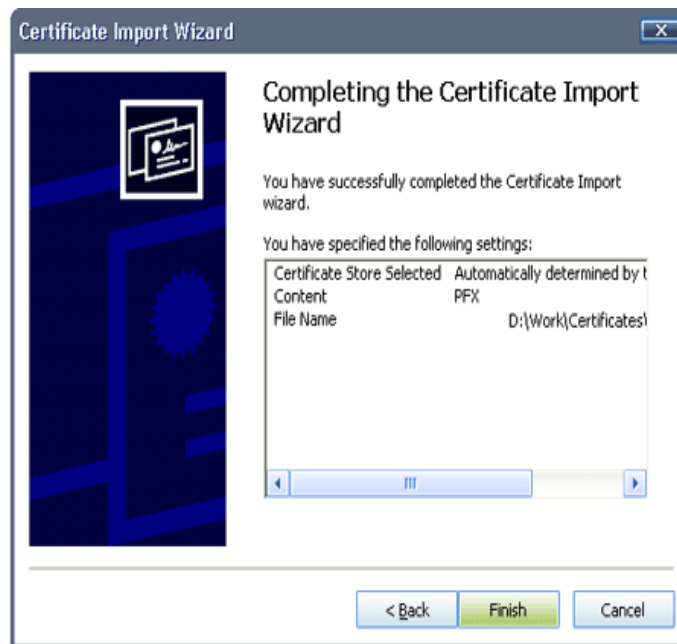 Certificate Import Wizard
Completing the Certificate Import
Wizard
You have successfully completed the Certificate Import
wizard.
You have specified the following settings:
Certificate Store Selected Automatically determined by t
Content PFX
File Name D:\Work\Certificates\
< Back Finish Cancel